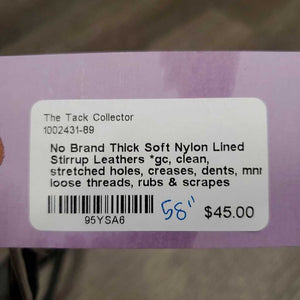 The Tack Collector
1002431-89
No Brand Thick Soft Nylon Lined
Stirrup Leathers *gc, clean,
stretched holes, creases, dents, mnr
loose threads, rubs & scrapes
95YSA6
58" $45.00